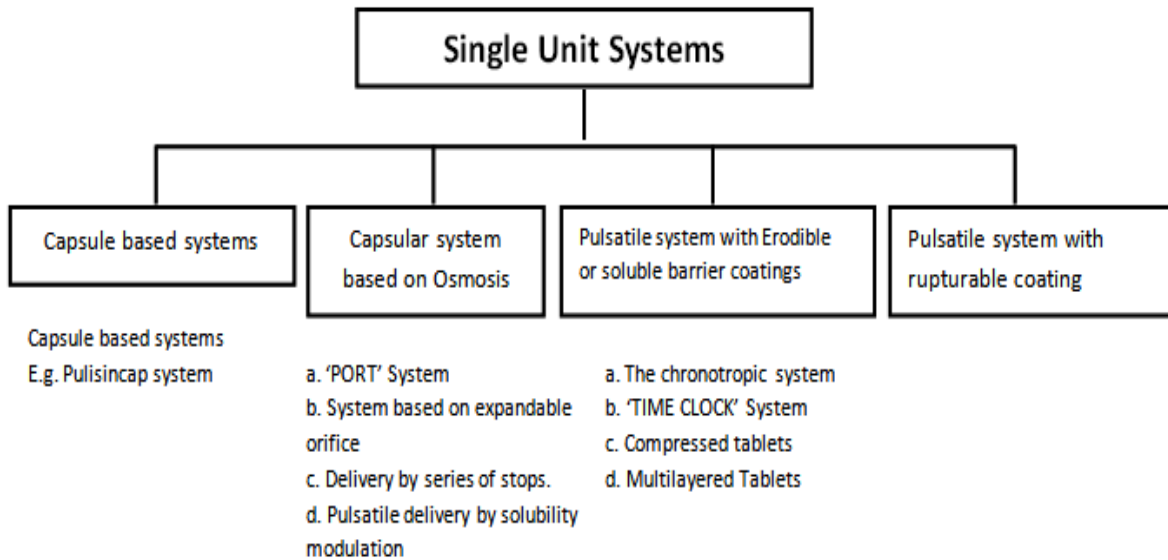 Single Unit Systems
Capsule based systems
Capsular system
based on Osmosis
Pulsatile system with Erodible
or soluble barrier coatings
Pulsatile system with
rupturable coating
Capsule based systems
E.g. Pulisincap system
a. ‘PORT’ System
b. System based on expandable
orifice
c. Delivery by series of stops.
d. Pulsatile delivery by solubility
modulation
a. The chronotropic system
b. ‘TIME CLOCK’ System
c. Compressed tablets
d. Multilayered Tablets